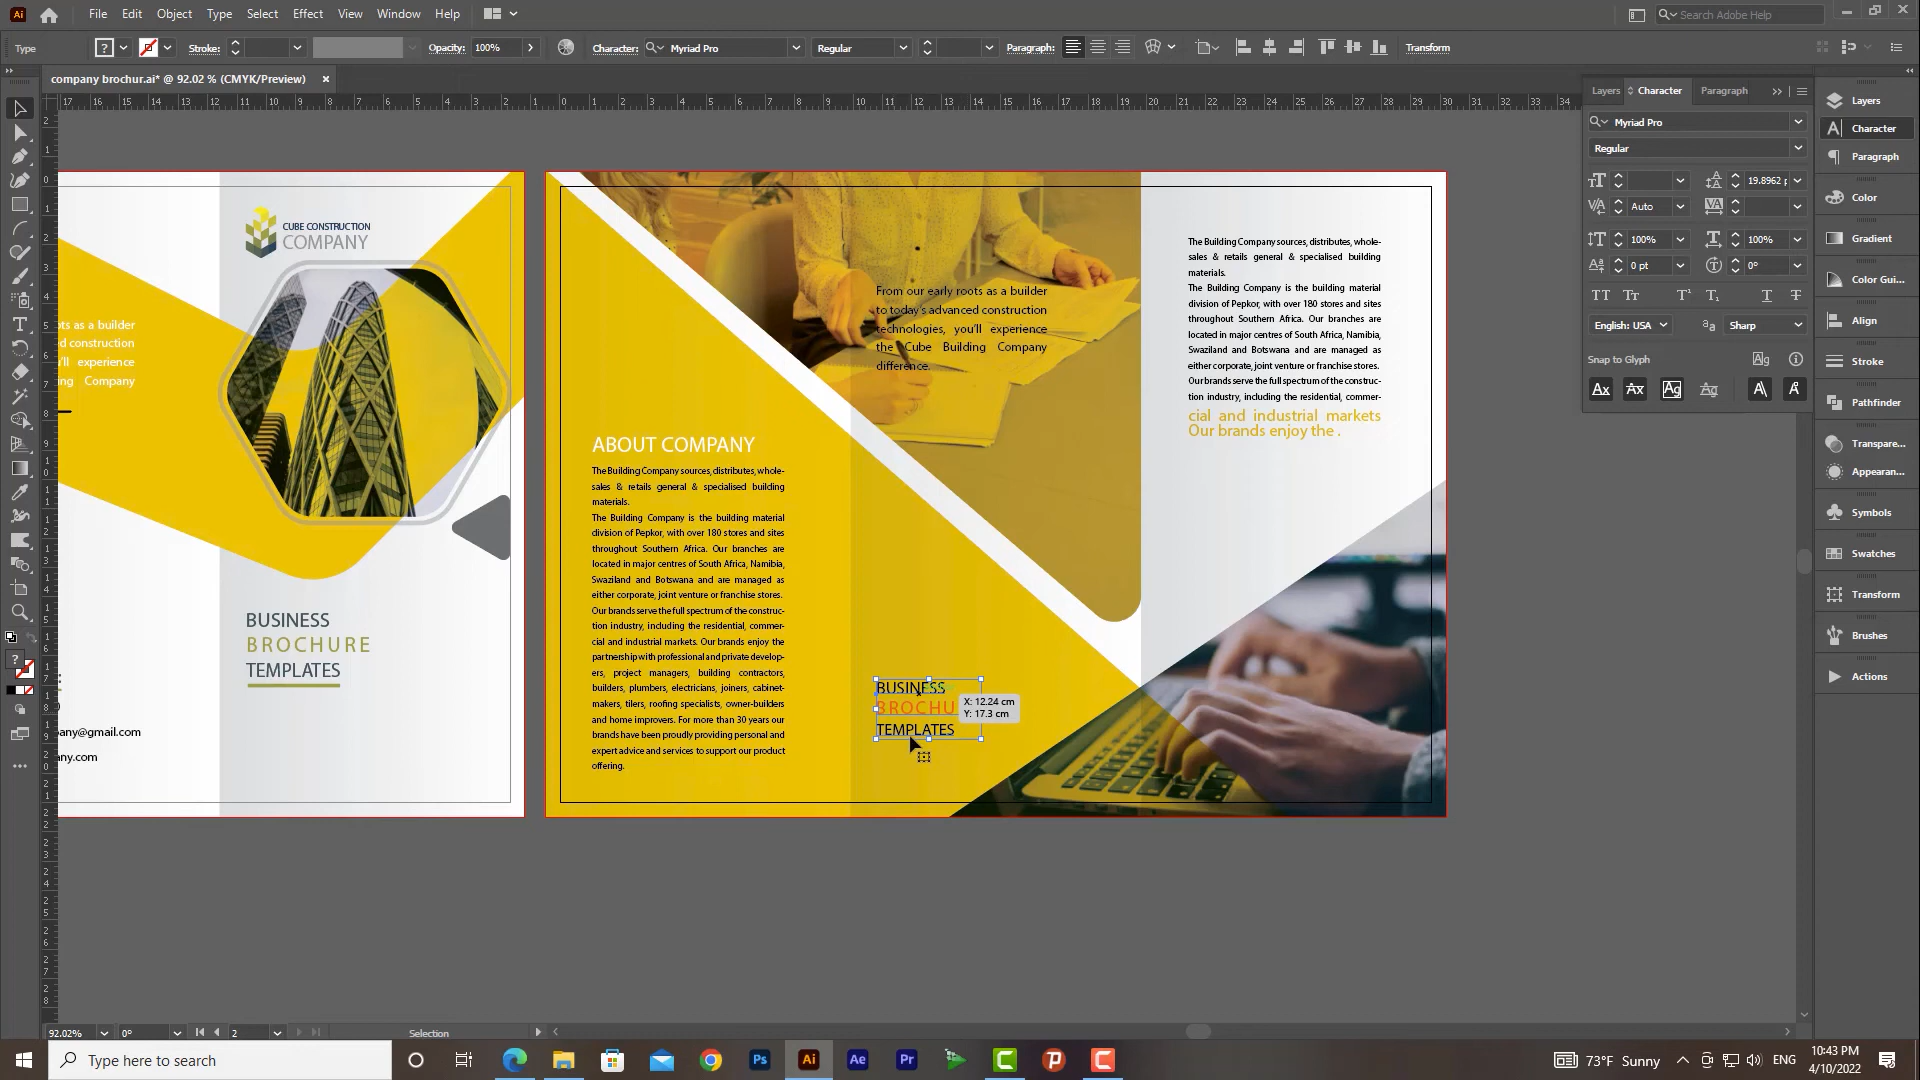 File Edit Object Type Select Effect View Window Help
Search Adobe Help
Type
Stroke:
Opacity: 100%
Character: Myriad Pro
Regular
Paragraph:
Transform
company brochur.ai* @ 92.02 % (CMYK/Preview)
CUBE CONSTRUCTION
COMPANY
ots as a builder
d construction
'll experience
ing Company
BUSINESS
BROCHURE
TEMPLATES
any@gmail.com
any.com
From our early roots as a builder
to today's advanced construction
technologies, you'll experience
the Cube Building Company
difference.
ABOUT COMPANY
The Building Company sources, distributes, whole-
sales & retails general & specialised building
materials.
The Building Company is the building material
division of Pepkor, with over 180 stores and sites
throughout Southern Africa. Our branches are
located in major centres of South Africa, Namibia,
Swaziland and Botswana and are managed as
either corporate, joint venture or franchise stores.
Our brands serve the full spectrum of the construc-
tion industry, including the residential, commer-
cial and industrial markets. Our brands enjoy the
partnership with professional and private develop-
ers, project managers, building contractors,
builders, plumbers, electricians, joiners, cabinet-
makers, tilers, roofing specialists, owner-builders
and home improvers. For more than 30 years our
brands have been proudly providing personal and
expert advice and services to support our product
offering.
BUSINESS
BROCHU
TEMPLATES
X: 12.24 cm
Y: 17.3 cm
The Building Company sources, distributes, whole-
sales & retails general & specialised building
materials.
The Building Company is the building material
division of Pepkor, with over 180 stores and sites
throughout Southern Africa. Our branches are
located in major centres of South Africa, Namibia,
Swaziland and Botswana and are managed as
either corporate, joint venture or franchise stores.
Our brands serve the full spectrum of the construc-
tion industry, including the residential, commer-
cial and industrial markets
Our brands enjoy the .
Layers Character Paragraph
Myriad Pro
Regular
19.8962 p
Auto
100% 100%
0 pt 0°
English: USA Sharp
Snap to Glyph
Layers
Character
Paragraph
Color
Gradient
Color Gui...
Align
Stroke
Pathfinder
Transpare...
Appearan...
Symbols
Swatches
Transform
Brushes
Actions
92.02% 0° 2 Selection
Type here to search
73°F Sunny ENG
10:43 PM
4/10/2022